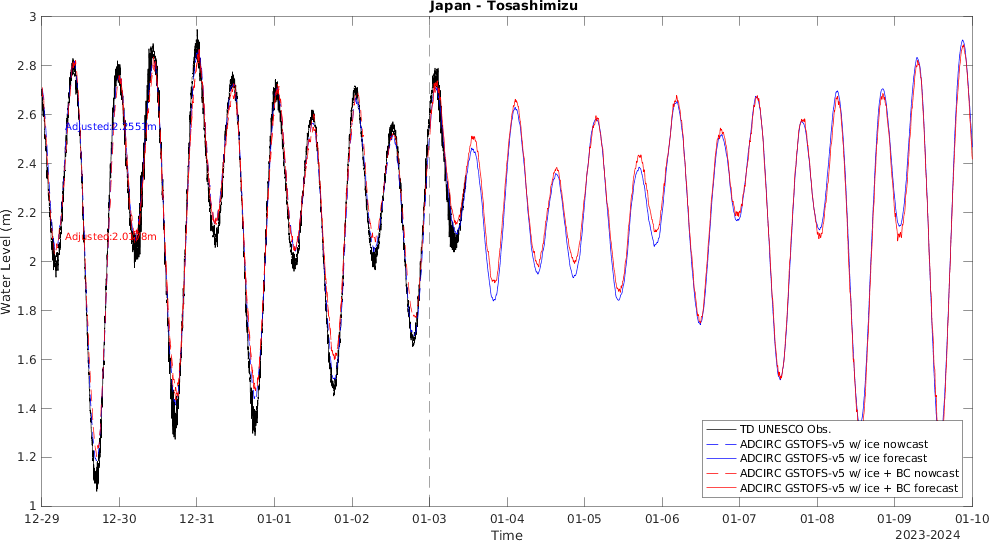 Japan - Tosashimizu
Water Level (m)
3
2.8
2.6
2.4
2.2
2
1.8
1.6
1.4
1.2
1
Adjusted:2.2551m
TD UNESCO Obs.
ADCIRC GSTOFS-v5 w/ ice nowcast
ADCIRC GSTOFS-v5 w/ ice forecast
ADCIRC GSTOFS-v5 w/ ice + BC nowcast
ADCIRC GSTOFS-v5 w/ ice + BC forecast
12-29 12-30 12-31 01-01 01-02 01-03 01-04 01-05 01-06 01-07 01-08 01-09 01-10
Time
2023-2024